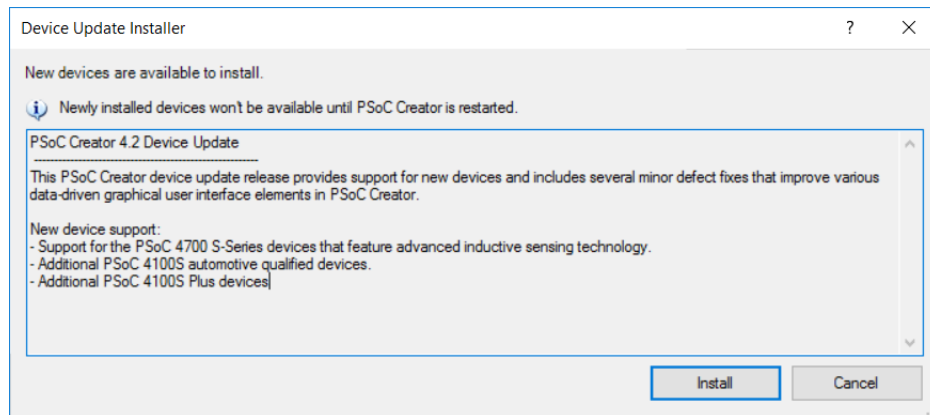 Device Update Installer
New devices are available to install.
Newly installed devices won't be available until PSoC Creator is restarted.
PSoC Creator 4.2 Device Update
------------------------------------------------------------
This PSoC Creator device update release provides support for new devices and includes several minor defect fixes that improve various
data-driven graphical user interface elements in PSoC Creator.
New device support:
- Support for the PSoC 4700 S-Series devices that feature advanced inductive sensing technology.
- Additional PSoC 4100S automotive qualified devices.
- Additional PSoC 4100S Plus devices
Install Cancel